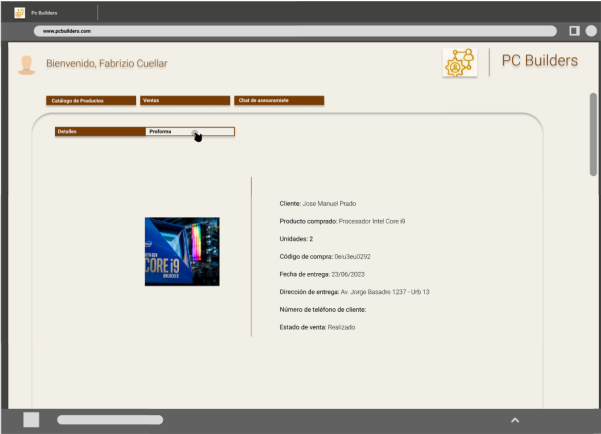 Pc Builders
www.pcbuilders.com
Bienvenido, Fabrizio Cuellar
PC Builders
Catálogo de Productos
Ventas
Chat de asesoramieto
Detalles
Proforma
Cliente: Jose Manuel Prado
Producto comprado: Procesador Intel Core i9
Unidades: 2
Código de compra: 0eiu3eu0292
Fecha de entrega: 23/06/2023
Dirección de entrega: Av. Jorge Basadre 1237 - Urb 13
Número de teléfono de cliente:
Estado de venta: Realizado
CORE i9
UNLOCKED